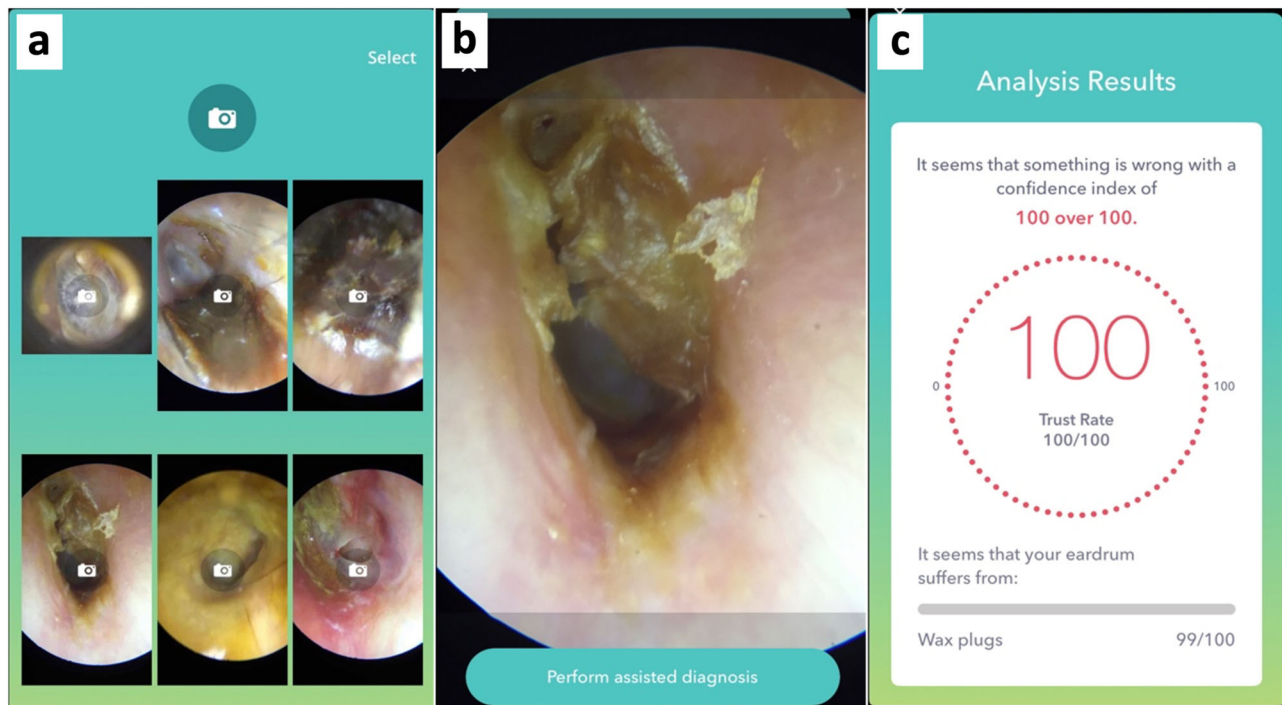 a
Select
b
Perform assisted diagnosis
c
Analysis Results
It seems that something is wrong with a
confidence index of
100 over 100.
100
0
100
Trust Rate
100/100
It seems that your eardrum
suffers from:
Wax plugs 99/100